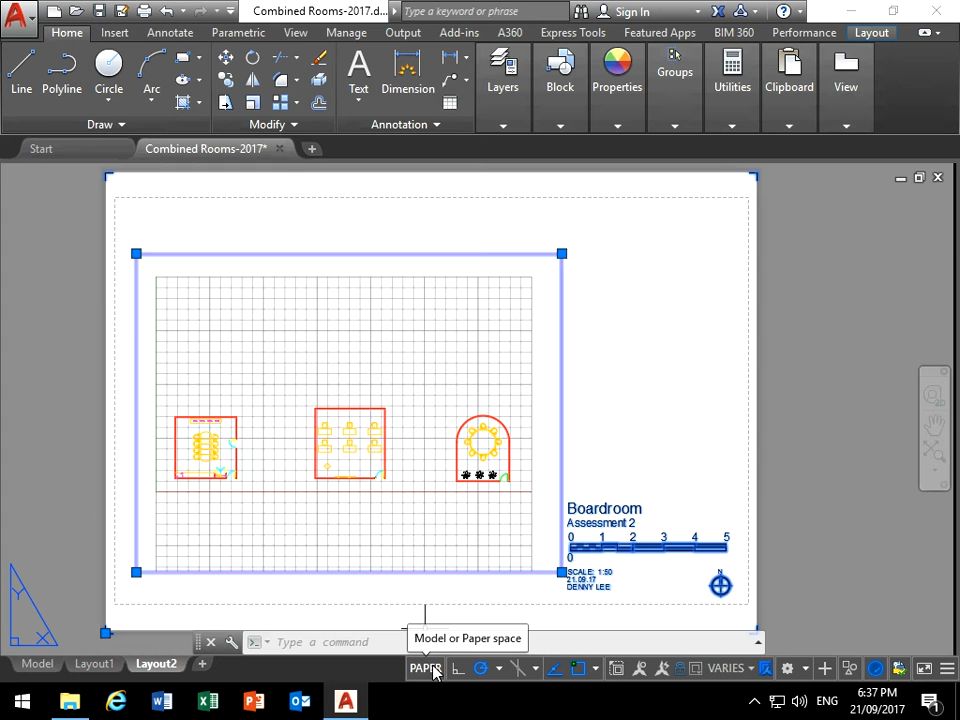 Combined Rooms-2017.d...
Type a keyword or phrase
Sign In
Home
Insert
Annotate
Parametric
View
Manage
Output
Add-ins
A360
Express Tools
Featured Apps
BIM 360
Performance
Layout
Line
Polyline
Circle
Arc
Text
Dimension
Layers
Block
Properties
Groups
Utilities
Clipboard
View
Draw
Modify
Annotation
Start
Combined Rooms-2017*
Boardroom
Assessment 2
0 1 2 3 4 5
0
N
SCALE: 1:50
21.09.17
DENNY LEE
Y
X
Type a command
Model or Paper space
Model
Layout1
Layout2
PAPER
VARIES
ENG
6:37 PM
21/09/2017
1